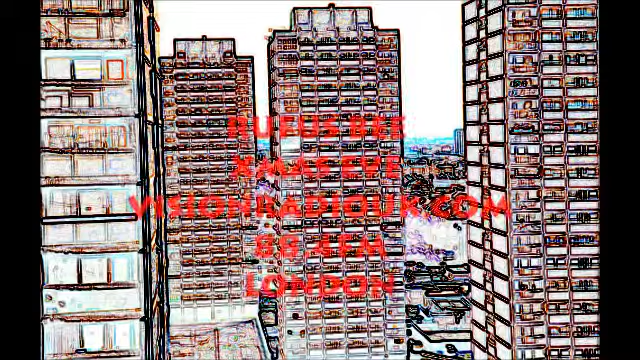 RUFUS BEE
XMAS EVE
VISIONRADIOUK.COM
88.4 FM
LONDON